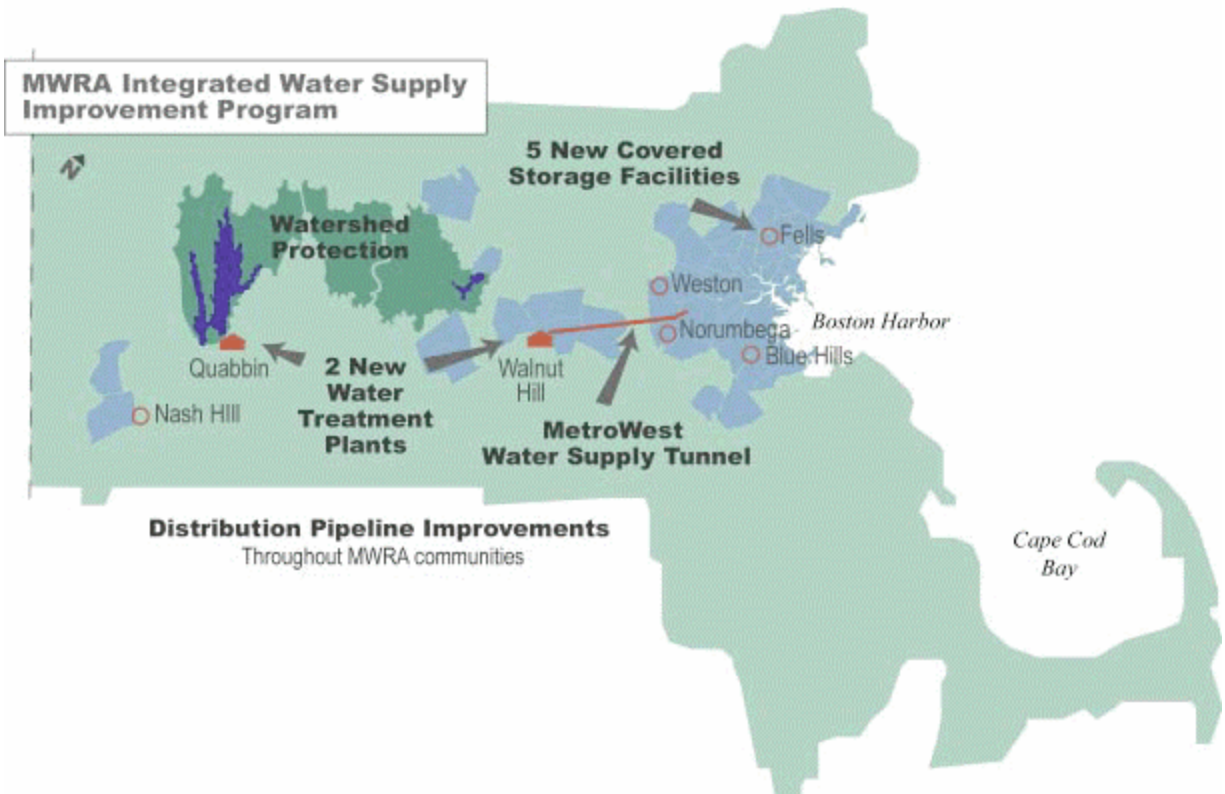 MWRA Integrated Water Supply
Improvement Program
N
5 New Covered
Storage Facilities
Watershed
Protection
Fells
Weston
Norumbega
Boston Harbor
Blue Hills
Quabbin
2 New
Water
Treatment
Plants
Walnut
Hill
Nash HIll
MetroWest
Water Supply Tunnel
Distribution Pipeline Improvements
Throughout MWRA communities
Cape Cod
Bay